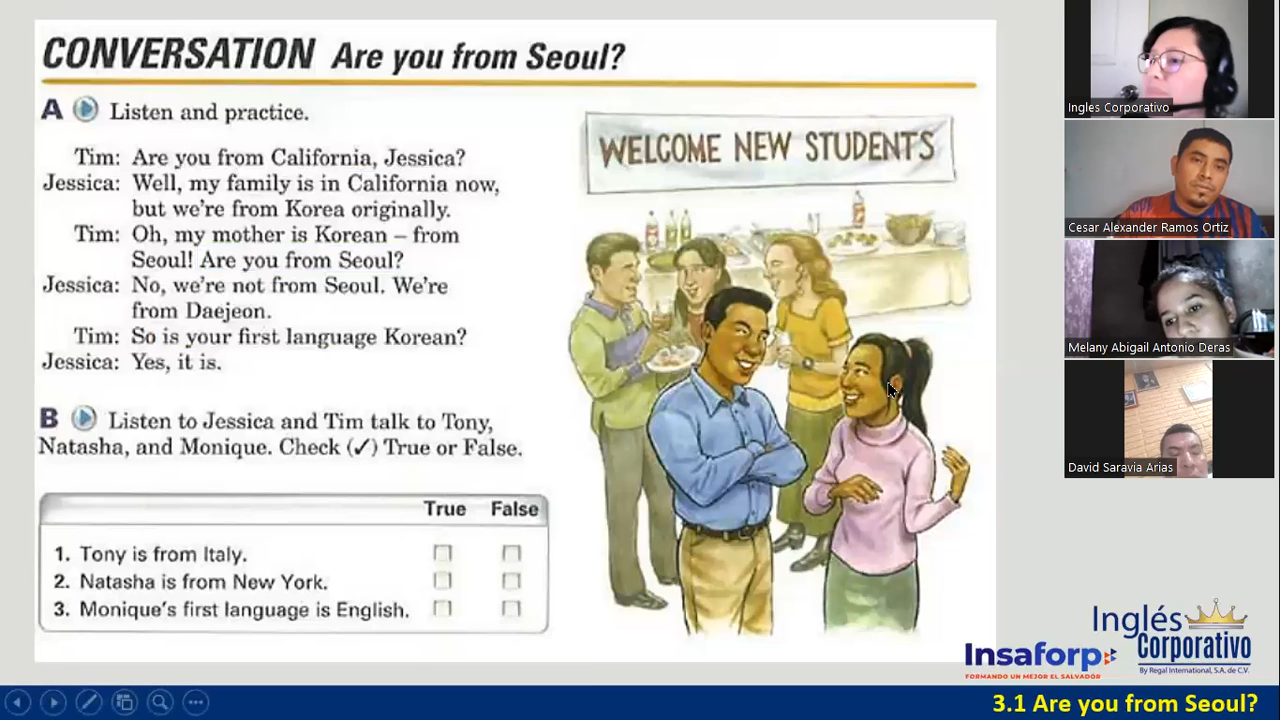 CONVERSATION Are you from Seoul?
A Listen and practice.
Tim: Are you from California, Jessica?
Jessica: Well, my family is in California now,
but we're from Korea originally.
Tim: Oh, my mother is Korean – from
Seoul! Are you from Seoul?
Jessica: No, we're not from Seoul. We're
from Daejeon.
Tim: So is your first language Korean?
Jessica: Yes, it is.
B Listen to Jessica and Tim talk to Tony,
Natasha, and Monique. Check (✓) True or False.
True False
1. Tony is from Italy.
2. Natasha is from New York.
3. Monique's first language is English.
WELCOME NEW STUDENTS
Ingles Corporativo
Cesar Alexander Ramos Ortiz
Melany Abigail Antonio Deras
David Saravia Arias
Insaforp
FORMANDO UN MEJOR EL SALVADOR
Inglés
Corporativo
By Regal International, S.A. de C.V.
3.1 Are you from Seoul?